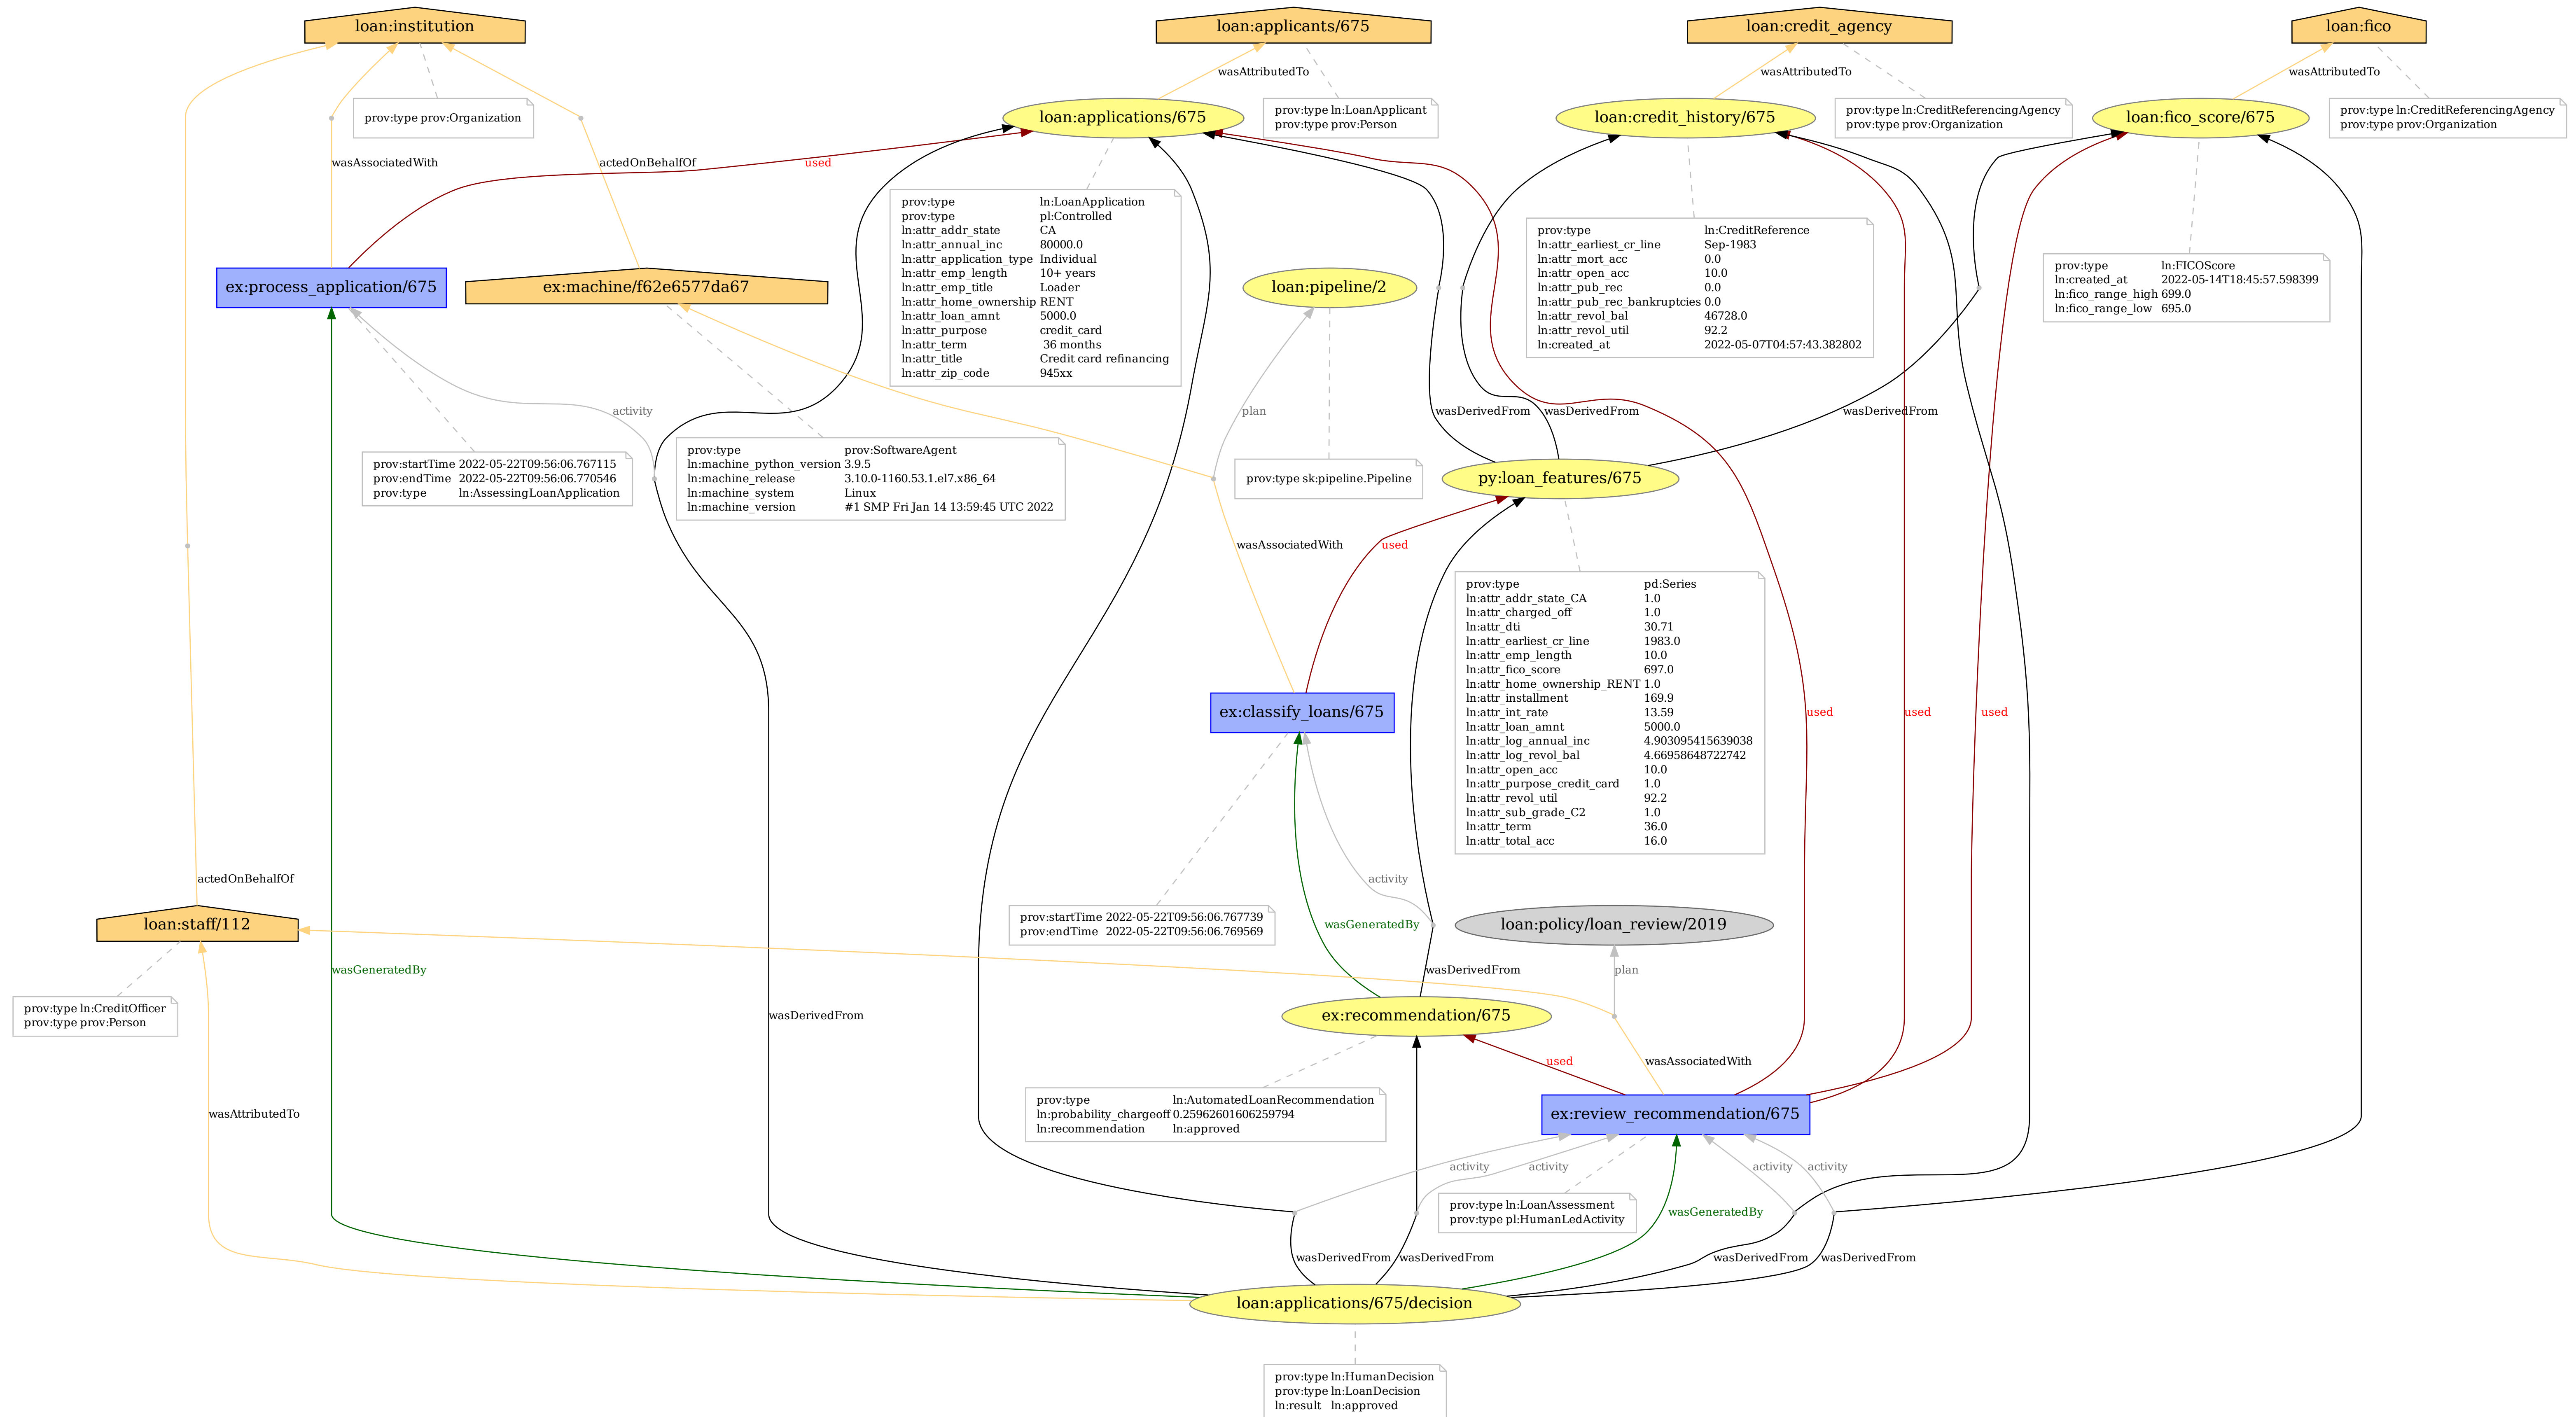 loan:institution
loan:applicants/675
loan:credit_agency
loan:fico
wasAttributedTo
wasAttributedTo
wasAttributedTo
prov:type prov:Organization
loan:applications/675
prov:type ln:LoanApplicant
prov:type prov:Person
loan:credit_history/675
prov:type ln:CreditReferencingAgency
prov:type prov:Organization
loan:fico_score/675
prov:type ln:CreditReferencingAgency
prov:type prov:Organization
wasAssociatedWith
actedOnBehalfOf
used
ex:process_application/675
ex:machine/f62e6577da67
prov:type ln:LoanApplication
prov:type pl:Controlled
ln:attr_addr_state CA
ln:attr_annual_inc 80000.0
ln:attr_application_type Individual
ln:attr_emp_length 10+ years
ln:attr_emp_title Loader
ln:attr_home_ownership RENT
ln:attr_loan_amnt 5000.0
ln:attr_purpose credit_card
ln:attr_term 36 months
ln:attr_title Credit card refinancing
ln:attr_zip_code 945xx
loan:pipeline/2
prov:type ln:CreditReference
ln:attr_earliest_cr_line Sep-1983
ln:attr_mort_acc 0.0
ln:attr_open_acc 10.0
ln:attr_pub_rec 0.0
ln:attr_pub_rec_bankruptcies 0.0
ln:attr_revol_bal 46728.0
ln:attr_revol_util 92.2
ln:created_at 2022-05-07T04:57:43.382802
prov:type ln:FICOScore
ln:created_at 2022-05-14T18:45:57.598399
ln:fico_range_high 699.0
ln:fico_range_low 695.0
activity
plan
wasDerivedFrom
wasDerivedFrom
wasDerivedFrom
prov:startTime 2022-05-22T09:56:06.767115
prov:endTime 2022-05-22T09:56:06.770546
prov:type ln:AssessingLoanApplication
prov:type prov:SoftwareAgent
ln:machine_python_version 3.9.5
ln:machine_release 3.10.0-1160.53.1.el7.x86_64
ln:machine_system Linux
ln:machine_version #1 SMP Fri Jan 14 13:59:45 UTC 2022
prov:type sk:pipeline.Pipeline
py:loan_features/675
wasAssociatedWith
used
prov:type pd:Series
ln:attr_addr_state_CA 1.0
ln:attr_charged_off 1.0
ln:attr_dti 30.71
ln:attr_earliest_cr_line 1983.0
ln:attr_emp_length 10.0
ln:attr_fico_score 697.0
ln:attr_home_ownership_RENT 1.0
ln:attr_installment 169.9
ln:attr_int_rate 13.59
ln:attr_loan_amnt 5000.0
ln:attr_log_annual_inc 4.903095415639038
ln:attr_log_revol_bal 4.66958648722742
ln:attr_open_acc 10.0
ln:attr_purpose_credit_card 1.0
ln:attr_revol_util 92.2
ln:attr_sub_grade_C2 1.0
ln:attr_term 36.0
ln:attr_total_acc 16.0
ex:classify_loans/675
used
used
used
actedOnBehalfOf
activity
loan:staff/112
prov:startTime 2022-05-22T09:56:06.767739
prov:endTime 2022-05-22T09:56:06.769569
wasGeneratedBy
loan:policy/loan_review/2019
wasGeneratedBy
wasDerivedFrom
plan
prov:type ln:CreditOfficer
prov:type prov:Person
wasDerivedFrom
ex:recommendation/675
used
wasAssociatedWith
wasAttributedTo
prov:type ln:AutomatedLoanRecommendation
ln:probability_chargeoff 0.25962601606259794
ln:recommendation ln:approved
ex:review_recommendation/675
activity
activity
activity
activity
prov:type ln:LoanAssessment
prov:type pl:HumanLedActivity
wasGeneratedBy
wasDerivedFrom
wasDerivedFrom
wasDerivedFrom
wasDerivedFrom
loan:applications/675/decision
prov:type ln:HumanDecision
prov:type ln:LoanDecision
ln:result ln:approved